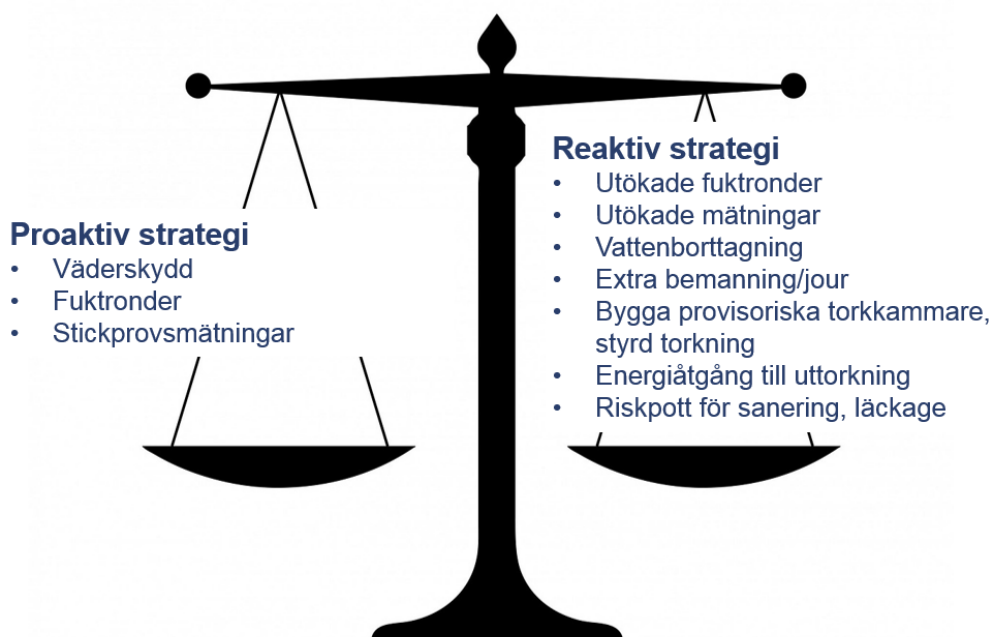 Proaktiv strategi
• Väderskydd
• Fuktronder
• Stickprovsmätningar
Reaktiv strategi
• Utökade fuktronder
• Utökade mätningar
• Vattenborttagning
• Extra bemanning/jour
• Bygga provisoriska torkkammare,
styrd torkning
• Energiåtgång till uttorkning
• Riskpott för sanering, läckage